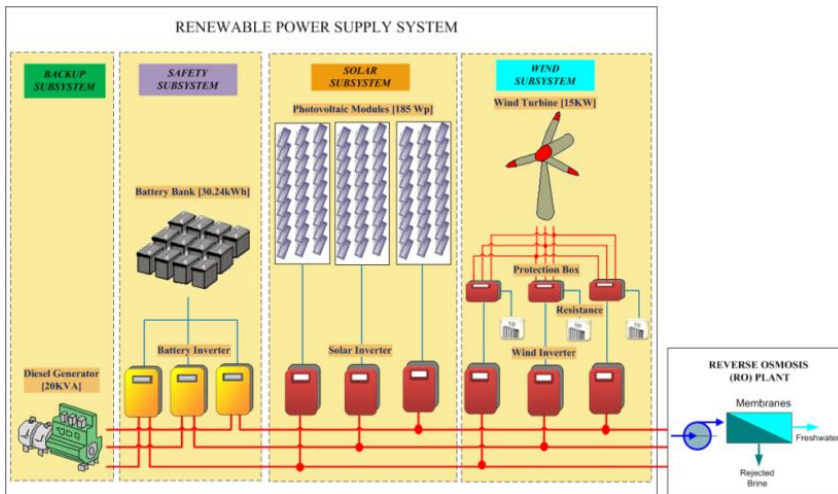 RENEWABLE POWER SUPPLY SYSTEM
BACKUP
SUBSYSTEM
SAFETY
SUBSYSTEM
SOLAR
SUBSYSTEM
WIND
SUBSYSTEM
Photovoltaic Modules [185 Wp]
Wind Turbine [15KW]
Battery Bank [30.24kWh]
Protection Box
Resistance
Battery Inverter
Solar Inverter
Wind Inverter
Diesel Generator
[20KVA]
REVERSE OSMOSIS
(RO) PLANT
Membranes
Freshwater
Rejected
Brine